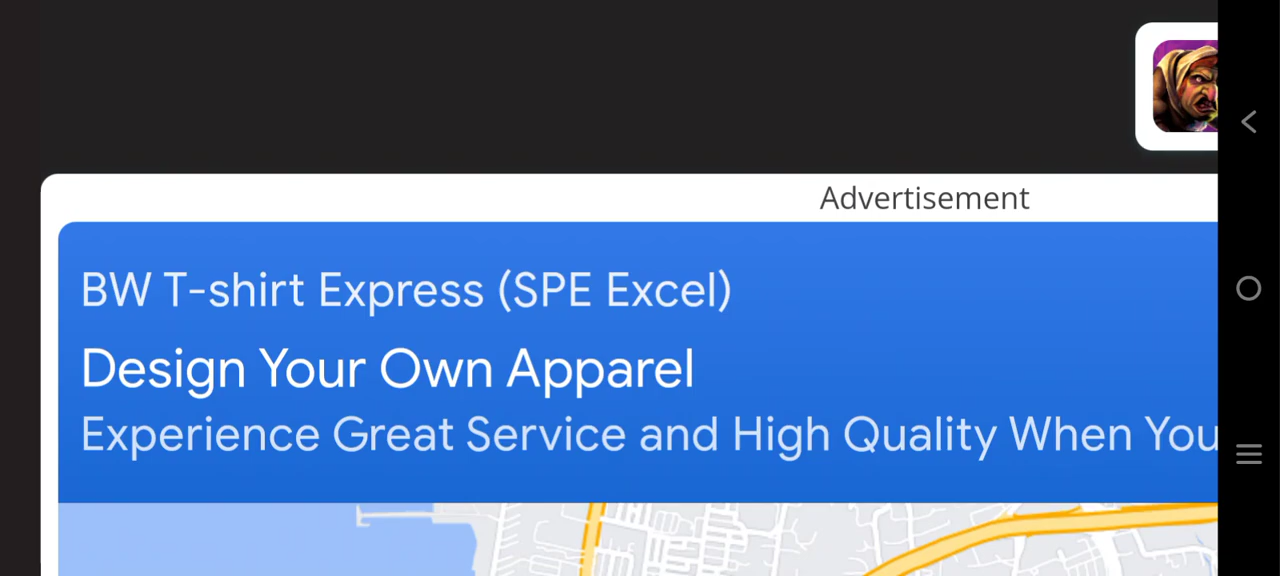 Advertisement
BW T-shirt Express (SPE Excel)
Design Your Own Apparel
Experience Great Service and High Quality When You